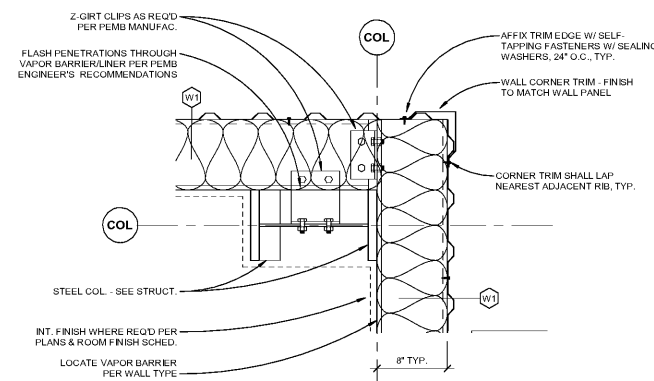 Z-GIRT CLIPS AS REQ'D
PER PEMB MANUFAC.
FLASH PENETRATIONS THROUGH
VAPOR BARRIER/LINER PER PEMB
ENGINEER'S RECOMMENDATIONS
W1
COL
AFFIX TRIM EDGE W/ SELF-
TAPPING FASTENERS W/ SEALING
WASHERS, 24" O.C., TYP.
WALL CORNER TRIM - FINISH
TO MATCH WALL PANEL
CORNER TRIM SHALL LAP
NEAREST ADJACENT RIB, TYP.
COL
STEEL COL. - SEE STRUCT.
W1
INT. FINISH WHERE REQ'D PER
PLANS & ROOM FINISH SCHED.
LOCATE VAPOR BARRIER
PER WALL TYPE
8" TYP.